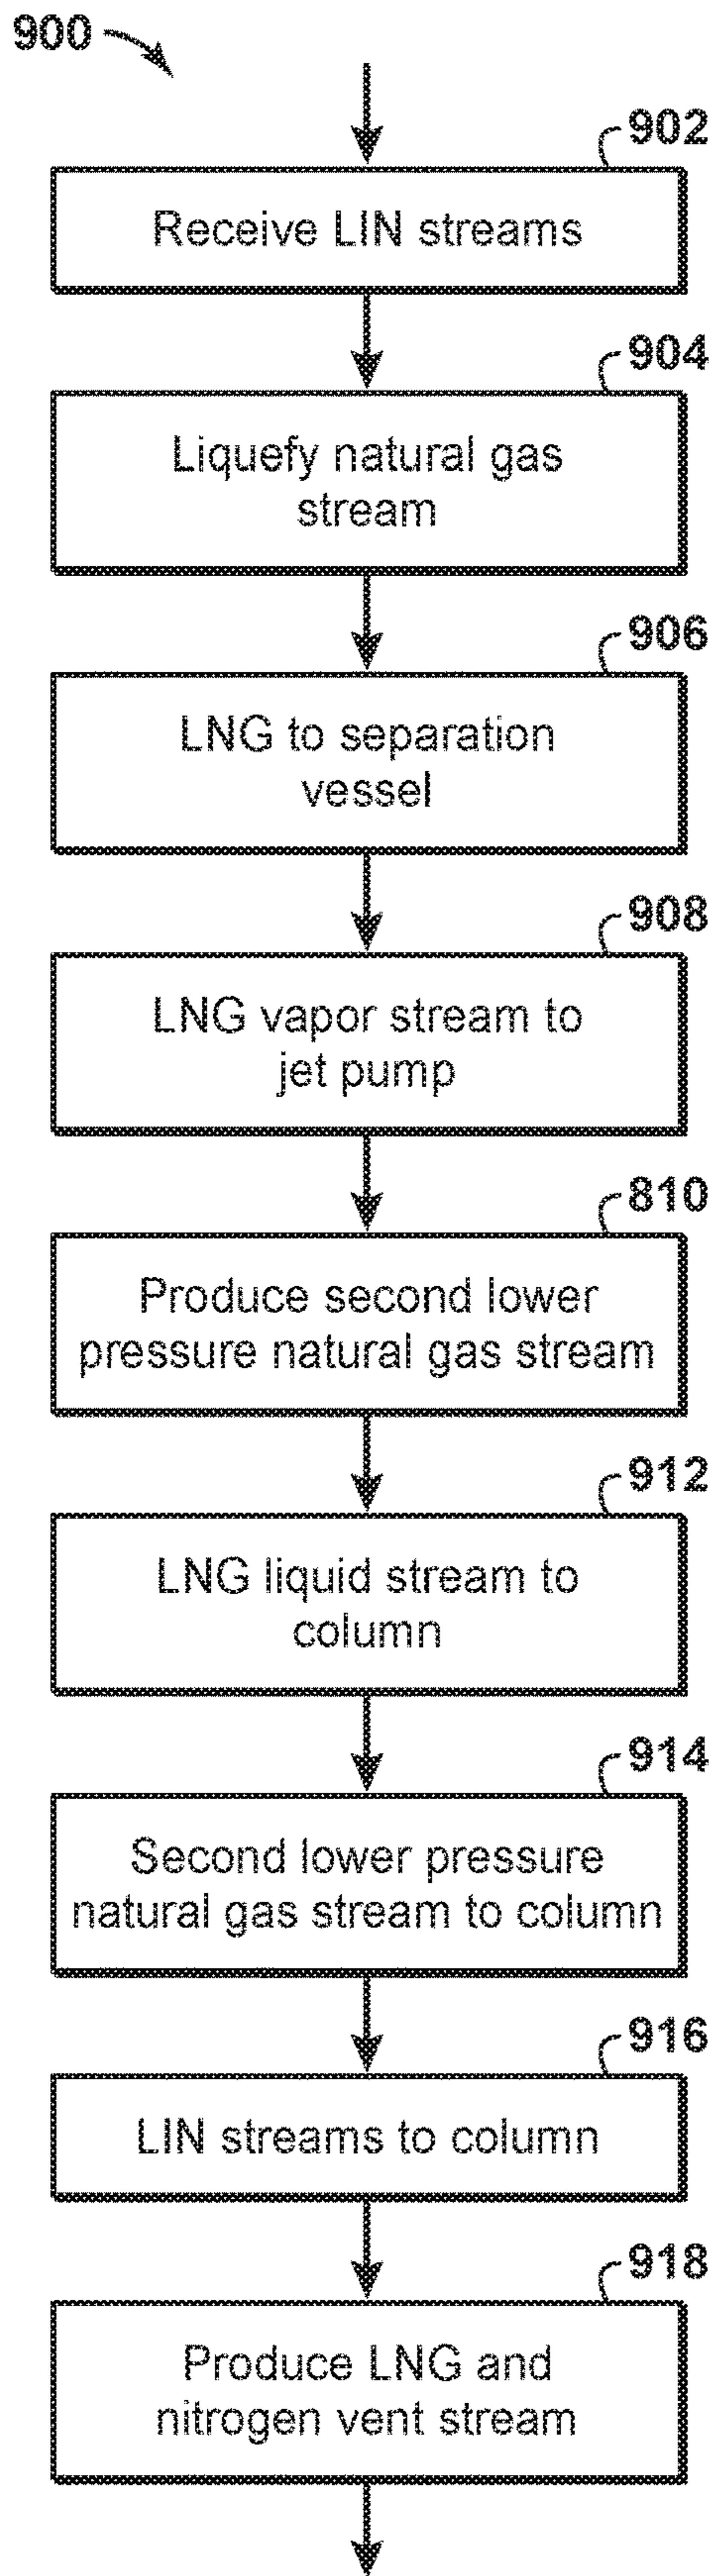 900
902
Receive LIN streams
904
Liquefy natural gas
stream
906
LNG to separation
vessel
908
LNG vapor stream to
jet pump
810
Produce second lower
pressure natural gas stream
912
LNG liquid stream to
column
914
Second lower pressure
natural gas stream to column
916
LIN streams to column
918
Produce LNG and
nitrogen vent stream